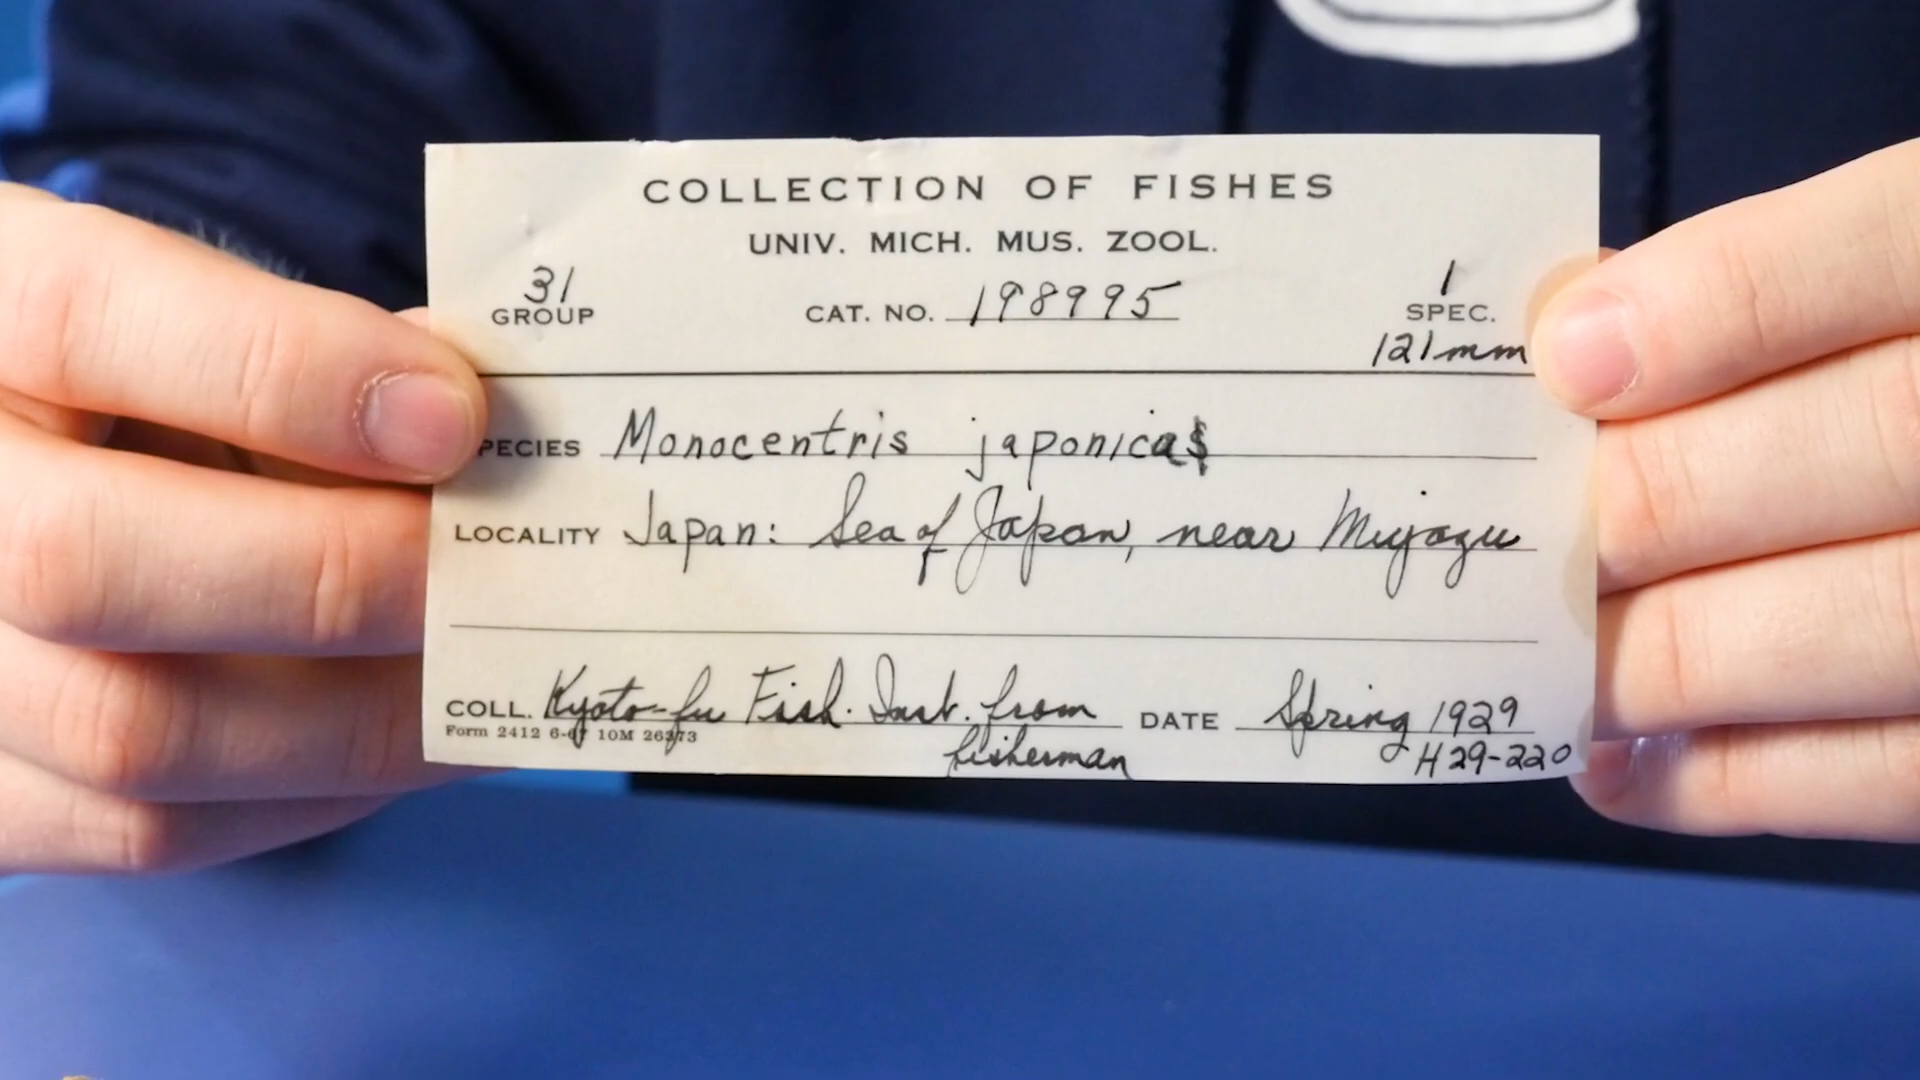 COLLECTION OF FISHES
UNIV. MICH. MUS. ZOOL.
31 GROUP CAT. NO. 198995 1 SPEC.
121mm
PECIES Monocentris japonica
LOCALITY Japan: Sea of Japan, near Miyazu
COLL. Kyoto-fu Fish. Inst. from DATE Spring 1929
Form 2412 10M 26373
fisherman H29-220